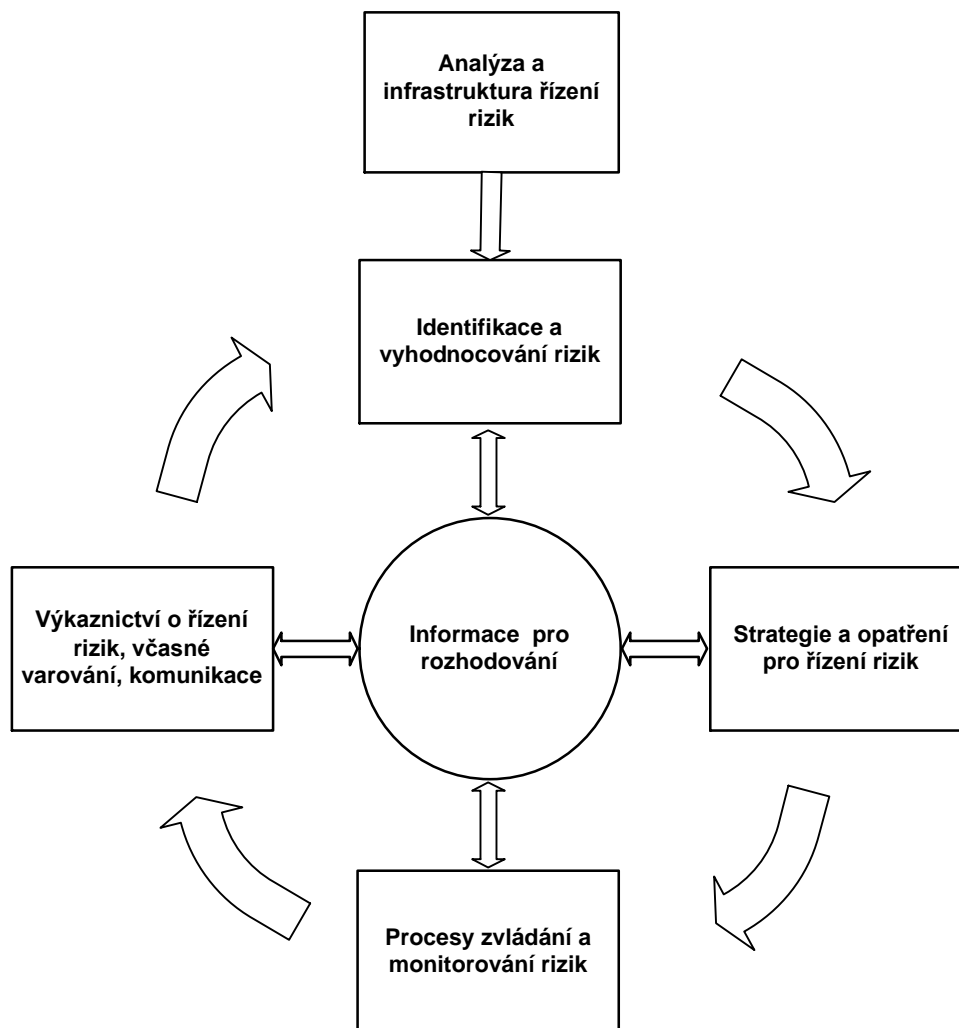 Analýza a
infrastruktura řízení
rizik
Identifikace a
vyhodnocování rizik
Výkaznictví o řízení
rizik, včasné
varování, komunikace
Informace pro
rozhodování
Strategie a opatření
pro řízení rizik
Procesy zvládání a
monitorování rizik